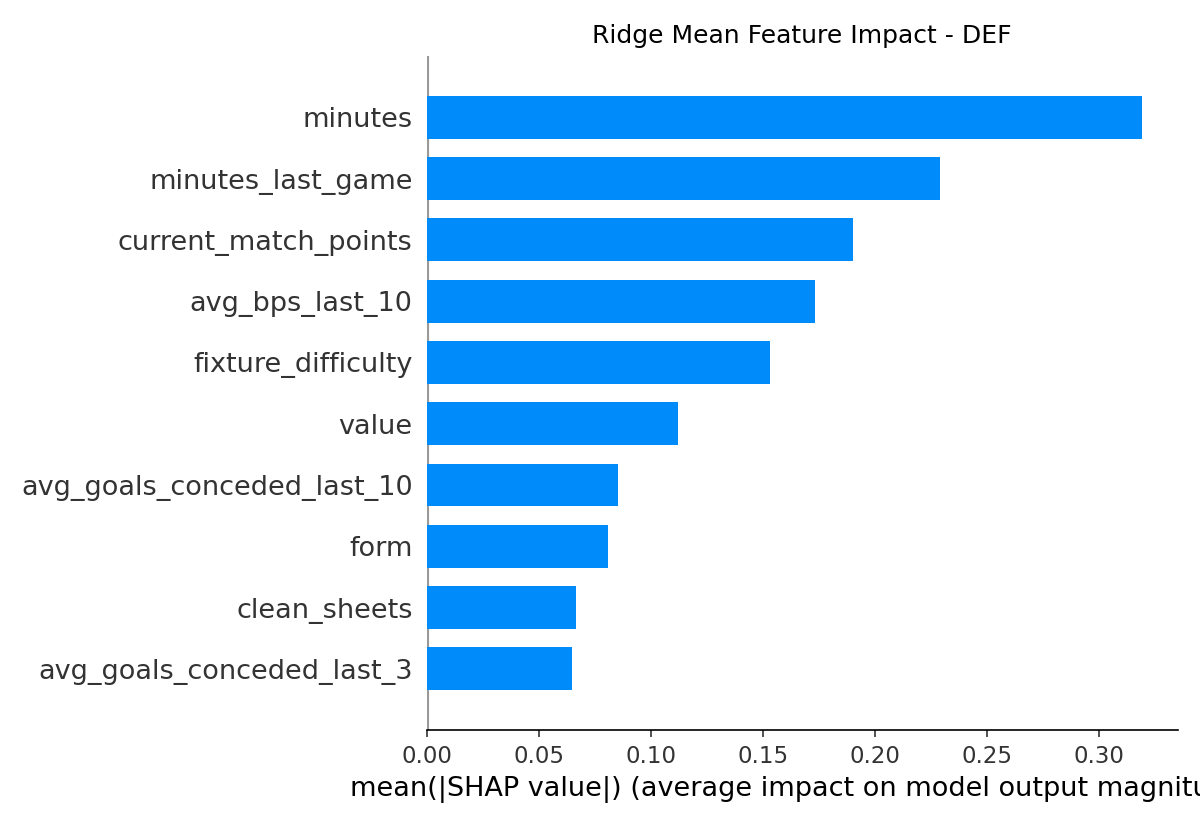 Ridge Mean Feature Impact - DEF
minutes
minutes_last_game
current_match_points
avg_bps_last_10
fixture_difficulty
value
avg_goals_conceded_last_10
form
clean_sheets
avg_goals_conceded_last_3
0.00 0.05 0.10 0.15 0.20 0.25 0.30
mean(|SHAP value|) (average impact on model output magnitu